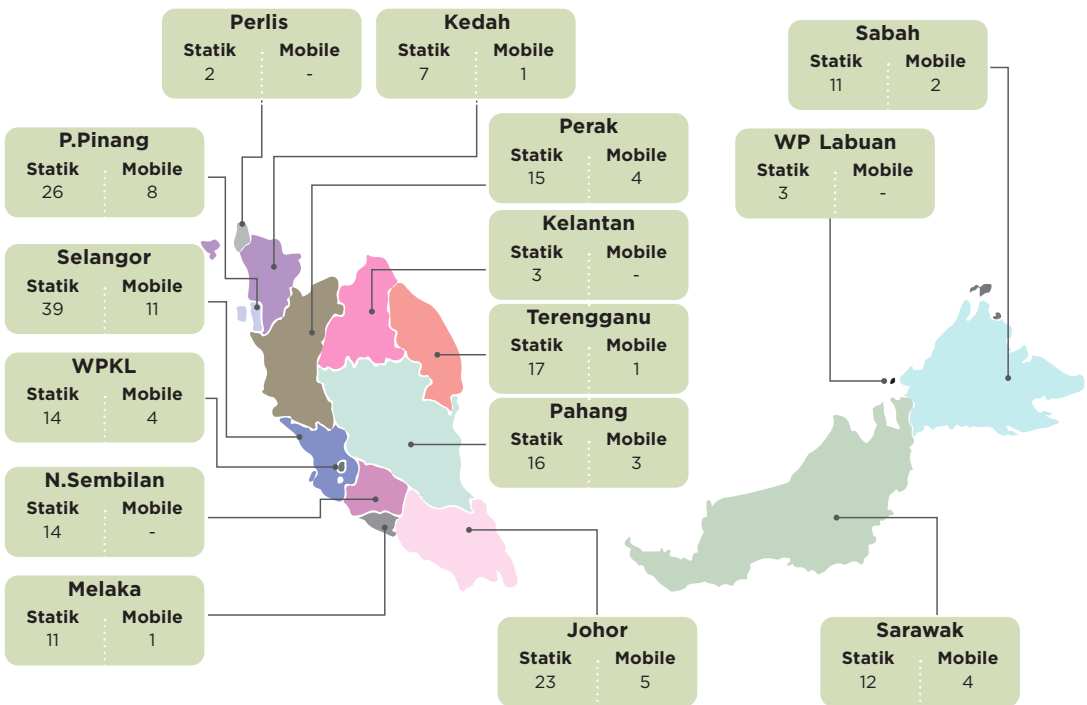 Perlis
Statik Mobile
2 -
Kedah
Statik Mobile
7 1
Sabah
Statik Mobile
11 2
P.Pinang
Statik Mobile
26 8
Perak
Statik Mobile
15 4
WP Labuan
Statik Mobile
3 -
Kelantan
Statik Mobile
3 -
Selangor
Statik Mobile
39 11
Terengganu
Statik Mobile
17 1
WPKL
Statik Mobile
14 4
Pahang
Statik Mobile
16 3
N.Sembilan
Statik Mobile
14 -
Melaka
Statik Mobile
11 1
Johor
Statik Mobile
23 5
Sarawak
Statik Mobile
12 4